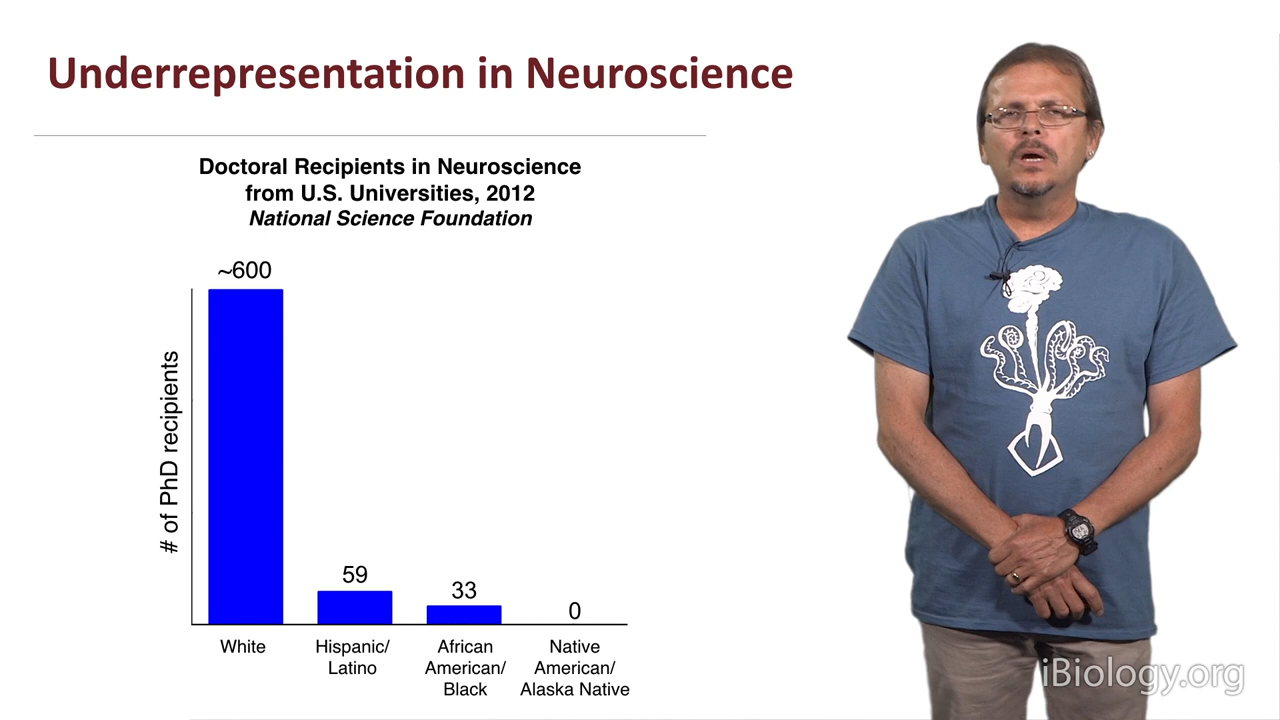 Underrepresentation in Neuroscience
Doctoral Recipients in Neuroscience
from U.S. Universities, 2012
National Science Foundation
# of PhD recipients
~600
59
33
0
White
Hispanic/
Latino
African
American/
Black
Native
American/
Alaska Native
iBiology.org